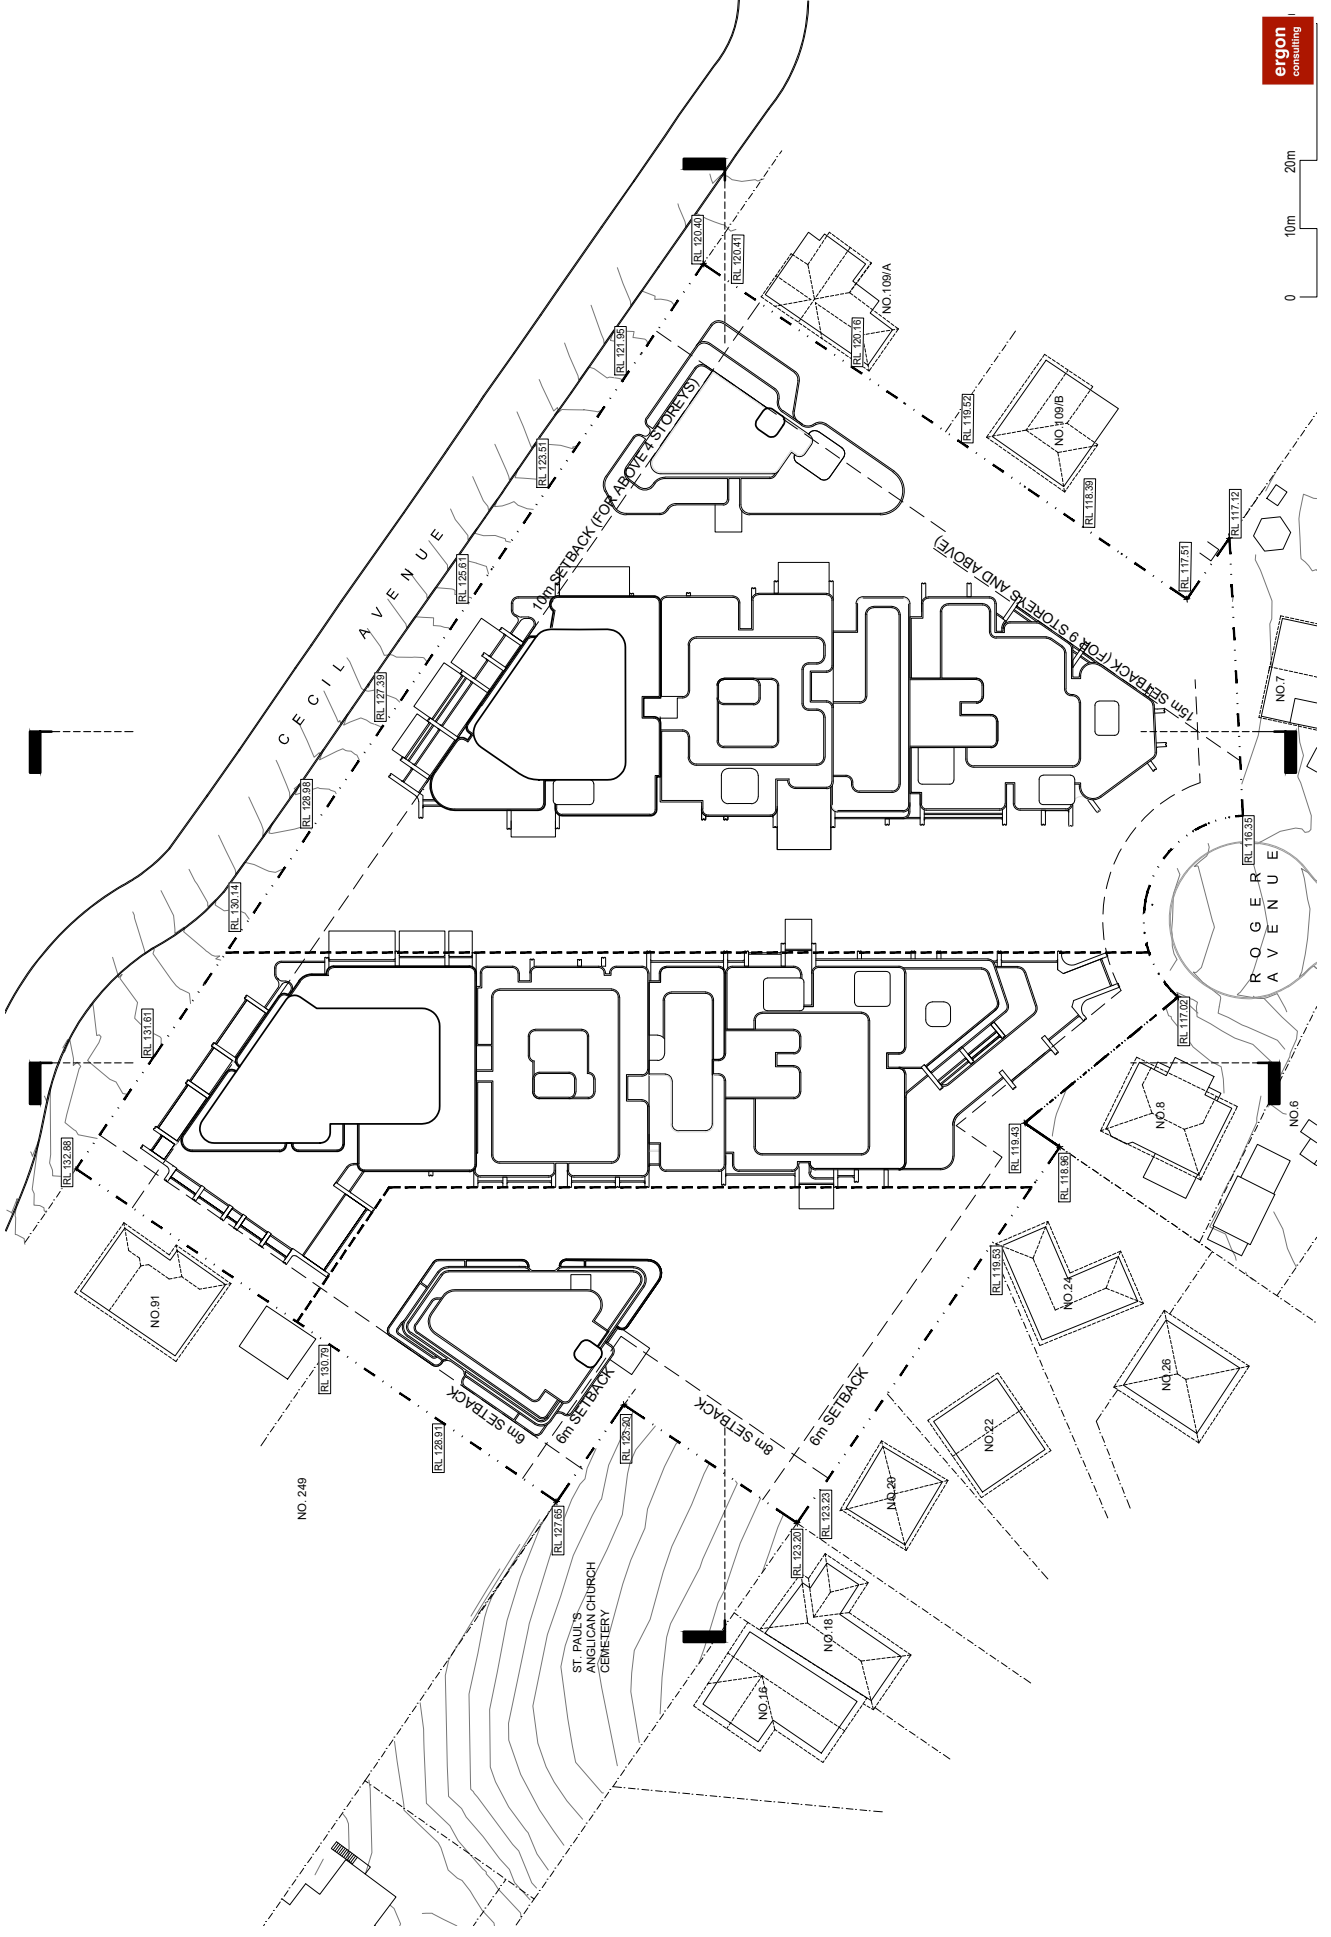 ergon
consulting
20m
10m
0
CECIL AVENUE
RL 120.40
RL 120.41
RL 121.95
RL 123.51
RL 125.61
RL 127.39
RL 128.98
RL 130.14
RL 131.61
RL 132.88
NO.109/A
RL 120.16
RL 119.52
NO.109/B
RL 118.39
RL 117.12
RL 117.51
10m SETBACK (FOR ABOVE 4 STOREYS)
15m SETBACK (FOR 9 STOREYS AND ABOVE)
NO.7
RL 116.35
ROGER
AVENUE
RL 117.02
NO.8
NO.6
RL 119.43
RL 118.96
RL 119.53
NO.24
NO.26
NO.22
NO.20
NO.91
RL 130.79
RL 128.91
NO. 249
6m SETBACK
6m SETBACK
8m SETBACK
6m SETBACK
RL 123.20
RL 127.65
RL 123.23
RL 123.20
ST. PAUL'S
ANGLICAN CHURCH
CEMETERY
NO.18
NO.16